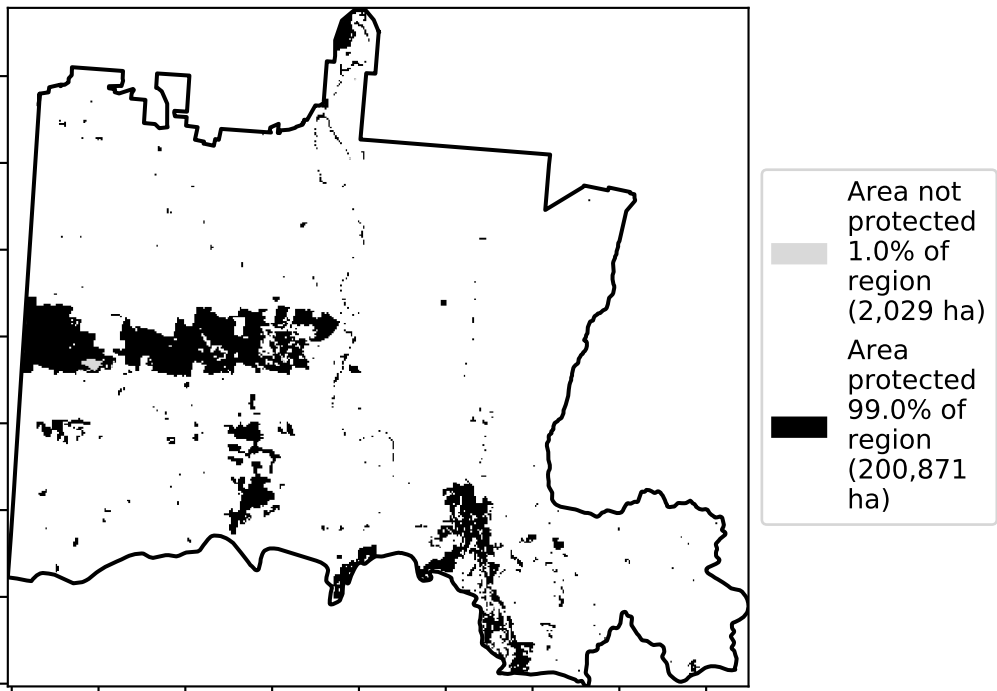 Area not
protected
1.0% of
region
(2,029 ha)
Area
protected
99.0% of
region
(200,871
ha)